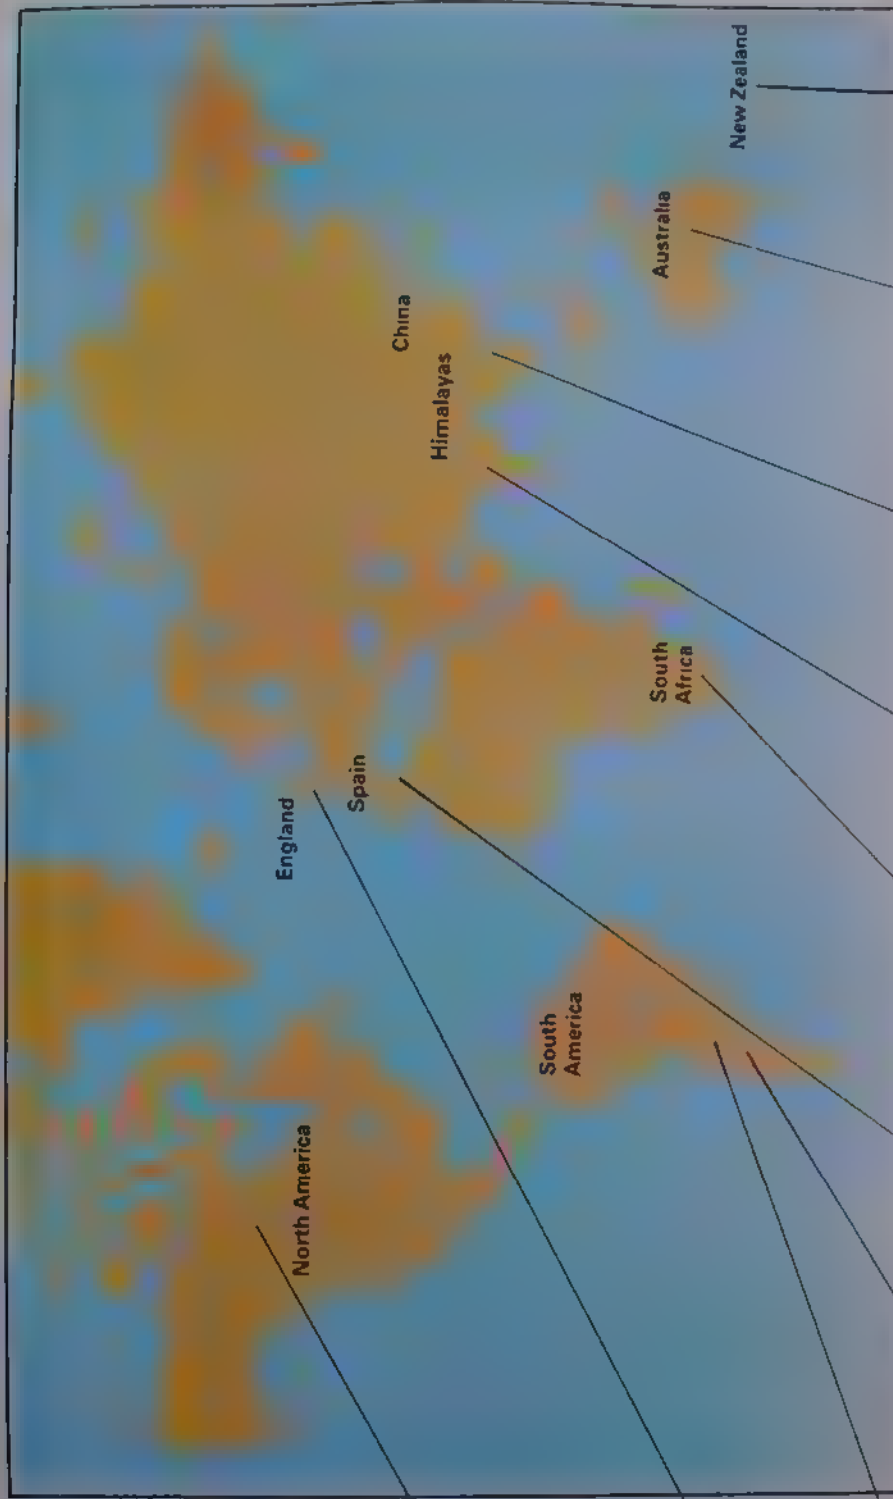 North America
England
Spain
South
America
South
Africa
Himalayas
China
Australia
New Zealand